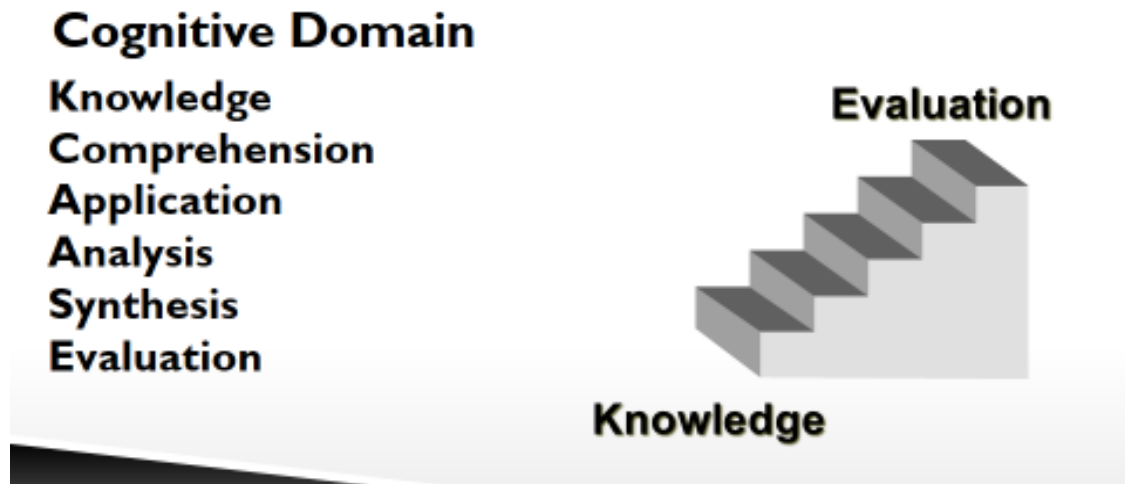 Cognitive Domain
Knowledge
Comprehension
Application
Analysis
Synthesis
Evaluation
Evaluation
Knowledge